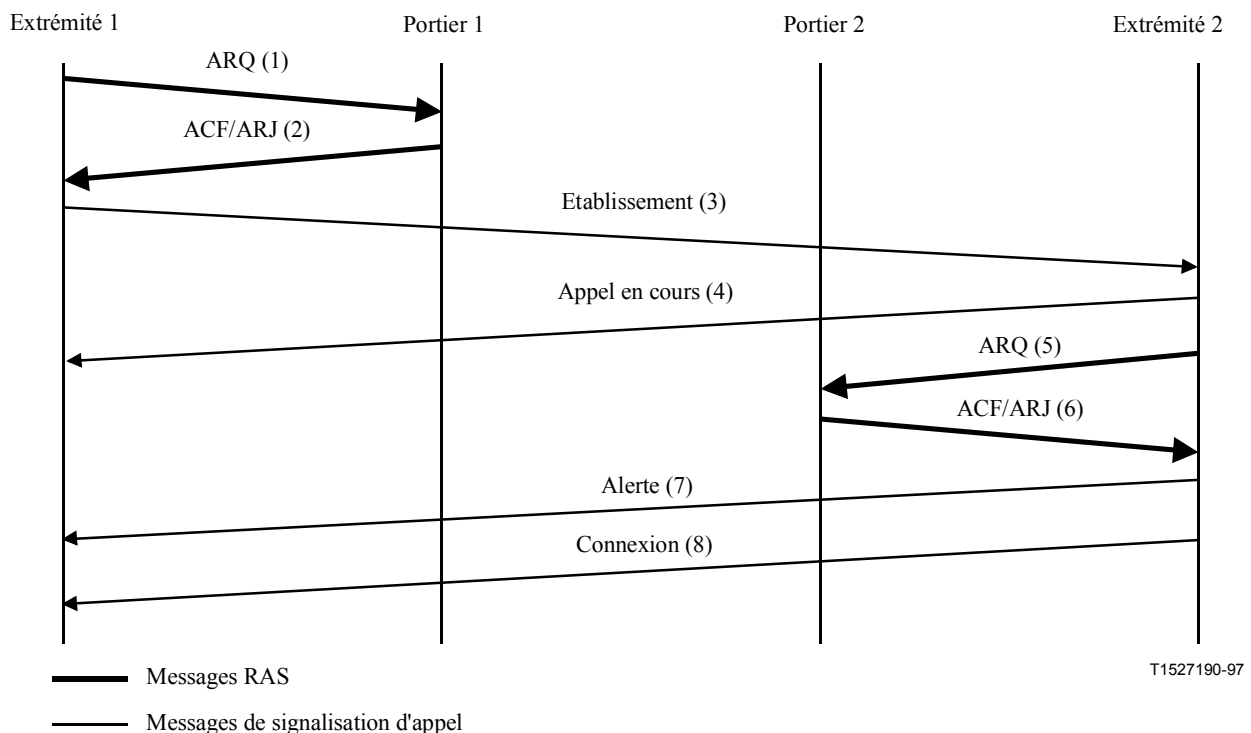 Extrémité 1
Portier 1
Portier 2
Extrémité 2
ARQ (1)
ACF/ARJ (2)
Etablissement (3)
Appel en cours (4)
ARQ (5)
ACF/ARJ (6)
Alerte (7)
Connexion (8)
T1527190-97
Messages RAS
Messages de signalisation d'appel